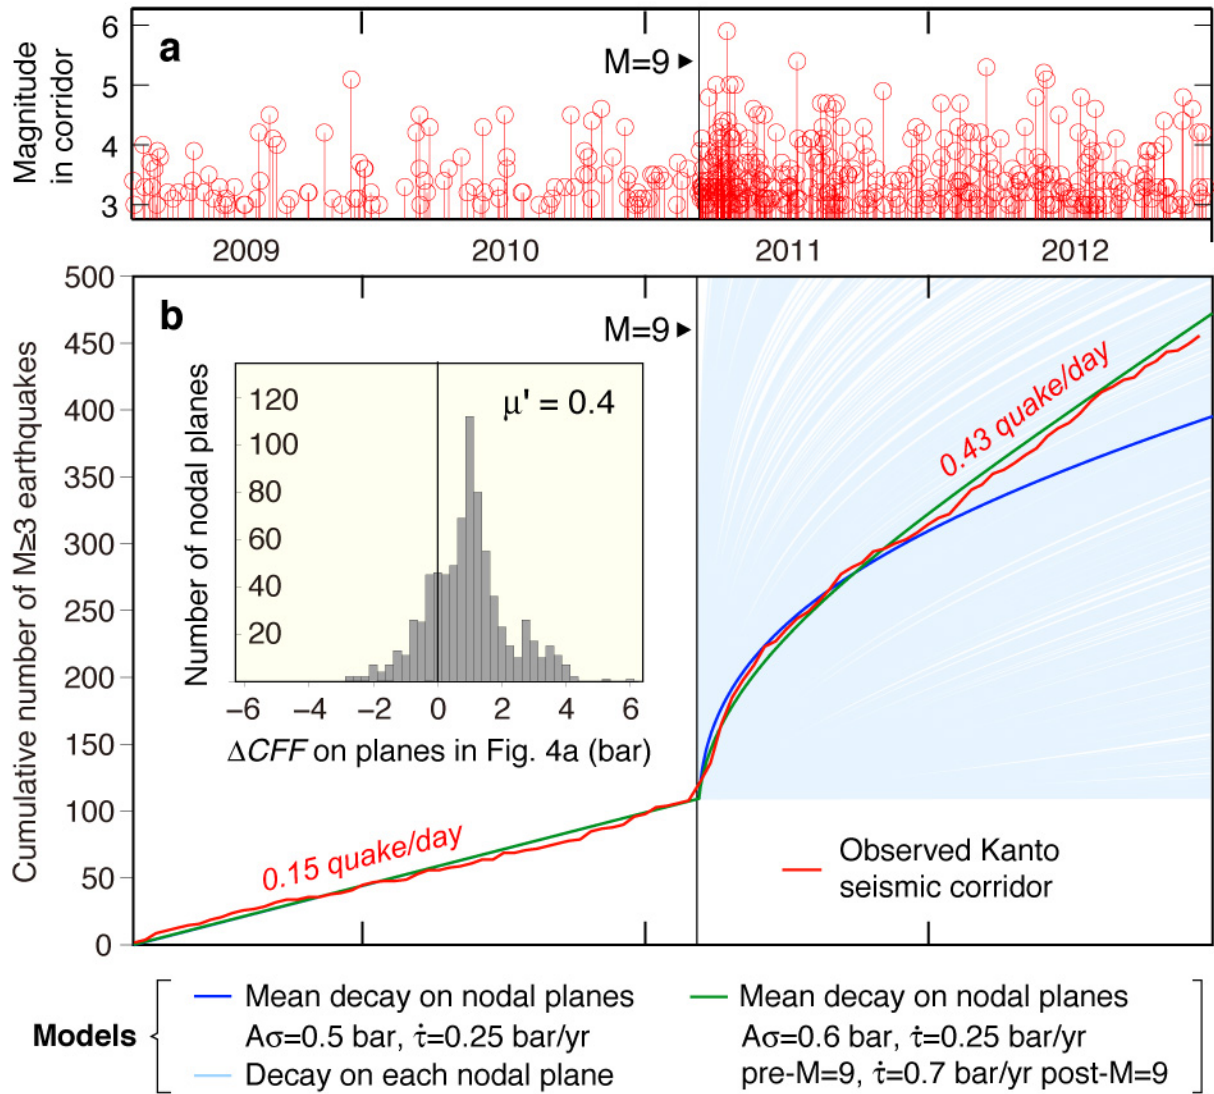 a
Magnitude
in corridor
6
5
4
3
M=9
2009 2010 2011 2012
b
Cumulative number of M≥3 earthquakes
500
450
400
350
300
250
200
150
100
50
0
M=9
0.15 quake/day
0.43 quake/day
Number of nodal planes
120
100
80
60
40
20
μ' = 0.4
−6 −4 −2 0 2 4 6
ΔCFF on planes in Fig. 4a (bar)
Observed Kanto
seismic corridor
Models
Mean decay on nodal planes
Aσ=0.5 bar, τ̇=0.25 bar/yr
Decay on each nodal plane
Mean decay on nodal planes
Aσ=0.6 bar, τ̇=0.25 bar/yr
pre-M=9, τ̇=0.7 bar/yr post-M=9